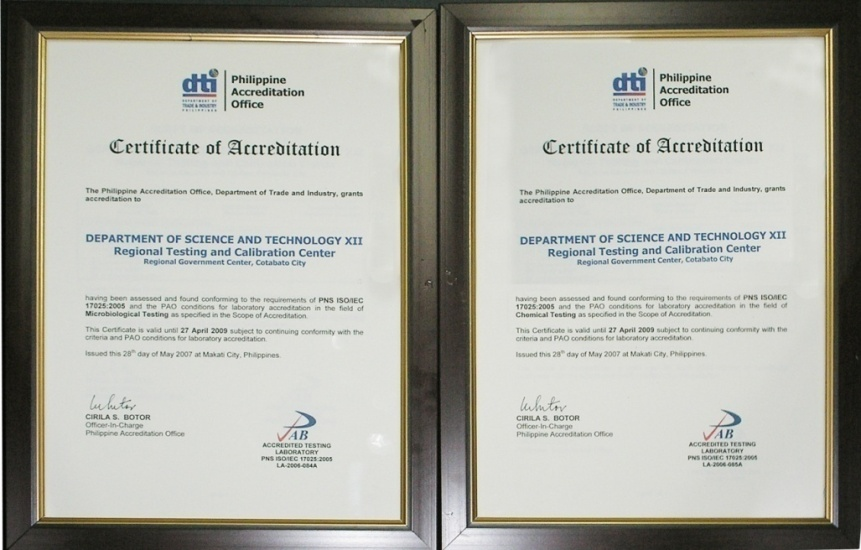 dti
DEPARTMENT OF
TRADE & INDUSTRY
PHILIPPINES
Philippine
Accreditation
Office
Certificate of Accreditation
The Philippine Accreditation Office, Department of Trade and Industry, grants
accreditation to
DEPARTMENT OF SCIENCE AND TECHNOLOGY XII
Regional Testing and Calibration Center
Regional Government Center, Cotabato City
having been assessed and found conforming to the requirements of PNS ISO/IEC
17025:2005 and the PAO conditions for laboratory accreditation in the field of
Microbiological Testing as specified in the Scope of Accreditation.
This Certificate is valid until 27 April 2009 subject to continuing conformity with the
criteria and PAO conditions for laboratory accreditation.
Issued this 28th day of May 2007 at Makati City, Philippines.
CIRILA S. BOTOR
Officer-In-Charge
Philippine Accreditation Office
PAB
ACCREDITED TESTING
LABORATORY
PNS ISO/IEC 17025:2005
LA-2006-084A
dti
DEPARTMENT OF
TRADE & INDUSTRY
PHILIPPINES
Philippine
Accreditation
Office
Certificate of Accreditation
The Philippine Accreditation Office, Department of Trade and Industry, grants
accreditation to
DEPARTMENT OF SCIENCE AND TECHNOLOGY XII
Regional Testing and Calibration Center
Regional Government Center, Cotabato City
having been assessed and found conforming to the requirements of PNS ISO/IEC
17025:2005 and the PAO conditions for laboratory accreditation in the field of
Chemical Testing as specified in the Scope of Accreditation.
This Certificate is valid until 27 April 2009 subject to continuing conformity with the
criteria and PAO conditions for laboratory accreditation.
Issued this 28th day of May 2007 at Makati City, Philippines.
CIRILA S. BOTOR
Officer-In-Charge
Philippine Accreditation Office
PAB
ACCREDITED TESTING
LABORATORY
PNS ISO/IEC 17025:2005
LA-2006-085A